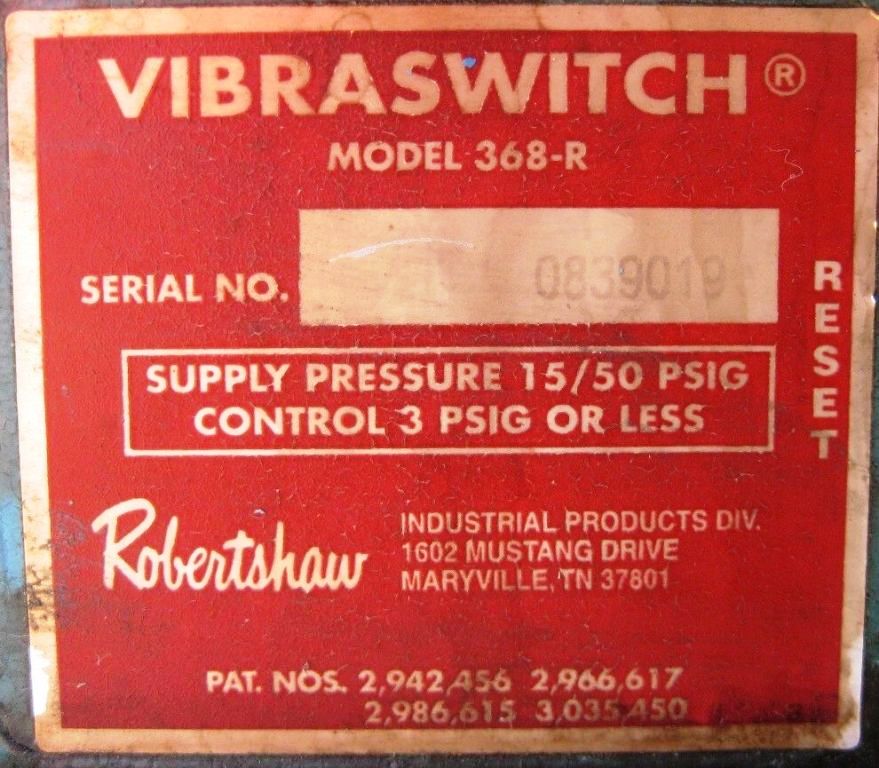 VIBRASWITCH®
MODEL 368-R
SERIAL NO. 0839019
SUPPLY PRESSURE 15/50 PSIG
CONTROL 3 PSIG OR LESS
RESET
Robertshaw
INDUSTRIAL PRODUCTS DIV.
1602 MUSTANG DRIVE
MARYVILLE, TN 37801
PAT. NOS. 2,942,456 2,966,617
2,986,615 3,035,450